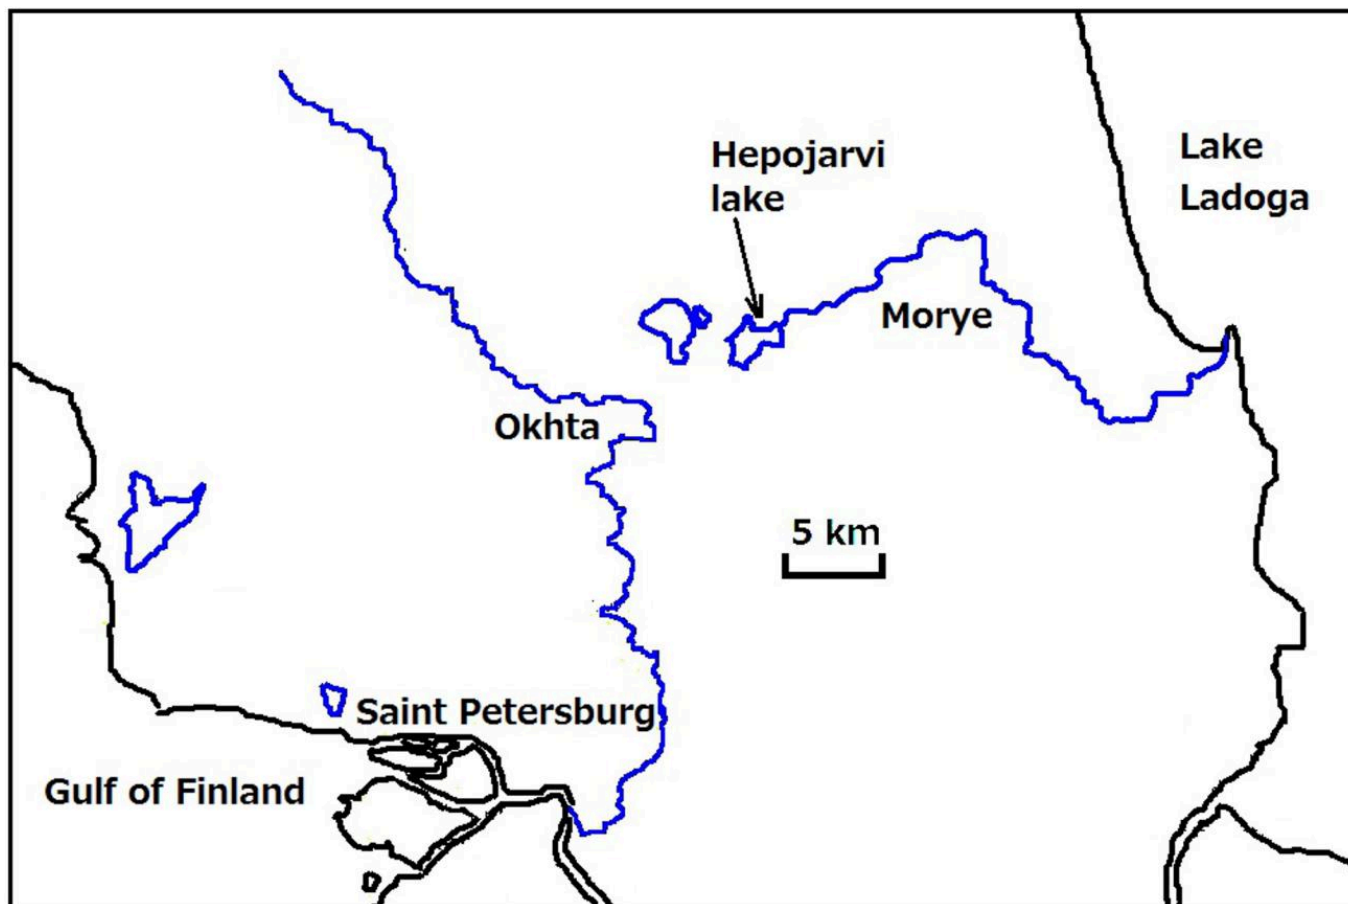 Hepojarvi
lake
Lake
Ladoga
Morye
Okhta
5 km
Saint Petersburg
Gulf of Finland